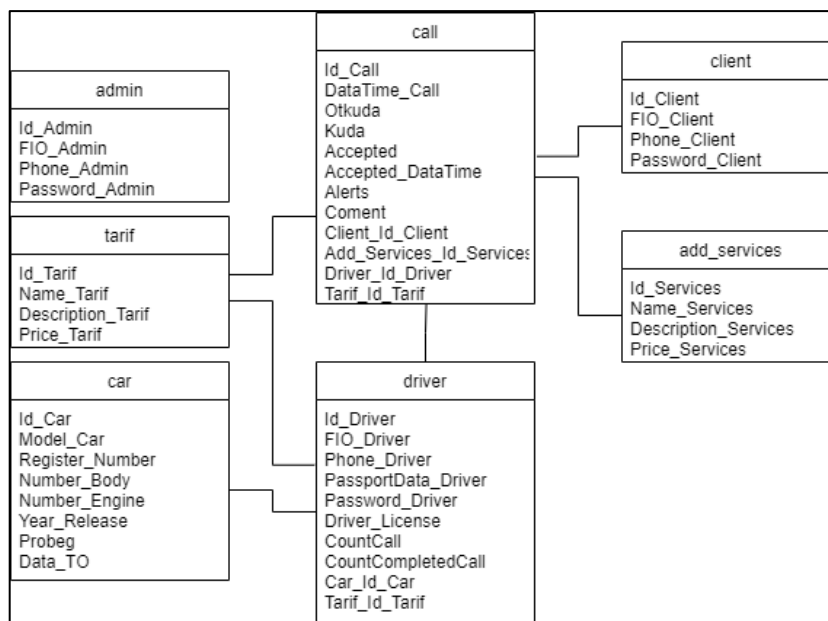 admin
Id_Admin
FIO_Admin
Phone_Admin
Password_Admin
tarif
Id_Tarif
Name_Tarif
Description_Tarif
Price_Tarif
car
Id_Car
Model_Car
Register_Number
Number_Body
Number_Engine
Year_Release
Probeg
Data_TO
call
Id_Call
DataTime_Call
Otkuda
Kuda
Accepted
Accepted_DataTime
Alerts
Coment
Client_Id_Client
Add_Services_Id_Services
Driver_Id_Driver
Tarif_Id_Tarif
driver
Id_Driver
FIO_Driver
Phone_Driver
PassportData_Driver
Password_Driver
Driver_License
CountCall
CountCompletedCall
Car_Id_Car
Tarif_Id_Tarif
client
Id_Client
FIO_Client
Phone_Client
Password_Client
add_services
Id_Services
Name_Services
Description_Services
Price_Services